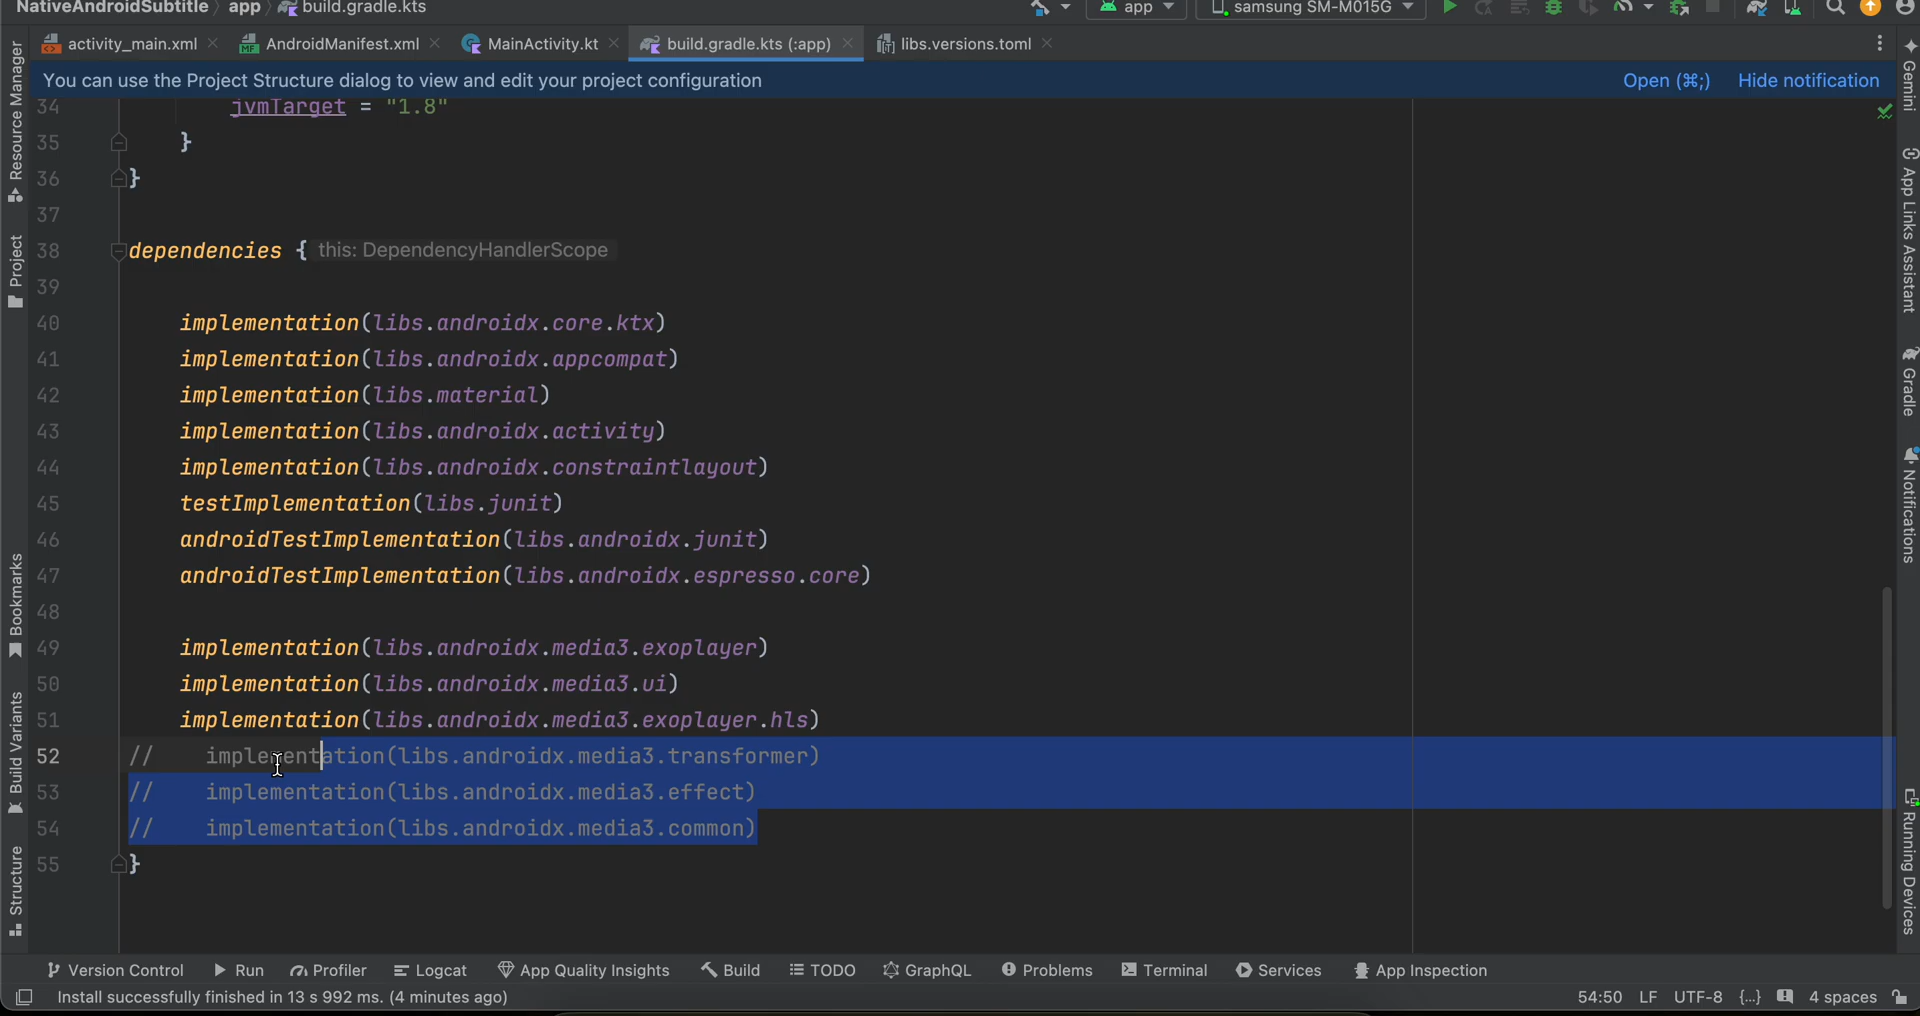 NativeAndroidSubtitle app build.gradle.kts
app samsung SM-M015G
activity_main.xml AndroidManifest.xml MainActivity.kt build.gradle.kts (:app) libs.versions.toml
You can use the Project Structure dialog to view and edit your project configuration Open (⌘;) Hide notification
34 jvmTarget = "1.8"
35 }
36 }
37
38 dependencies { this: DependencyHandlerScope
39
40 implementation(libs.androidx.core.ktx)
41 implementation(libs.androidx.appcompat)
42 implementation(libs.material)
43 implementation(libs.androidx.activity)
44 implementation(libs.androidx.constraintlayout)
45 testImplementation(libs.junit)
46 androidTestImplementation(libs.androidx.junit)
47 androidTestImplementation(libs.androidx.espresso.core)
48
49 implementation(libs.androidx.media3.exoplayer)
50 implementation(libs.androidx.media3.ui)
51 implementation(libs.androidx.media3.exoplayer.hls)
52 // implementation(libs.androidx.media3.transformer)
53 // implementation(libs.androidx.media3.effect)
54 // implementation(libs.androidx.media3.common)
55 }
Resource Manager
Project
Bookmarks
Build Variants
Structure
Gemini
App Links Assistant
Gradle
Notifications
Running Devices
Version Control Run Profiler Logcat App Quality Insights Build TODO GraphQL Problems Terminal Services App Inspection
Install successfully finished in 13 s 992 ms. (4 minutes ago) 54:50 LF UTF-8 {...} 4 spaces